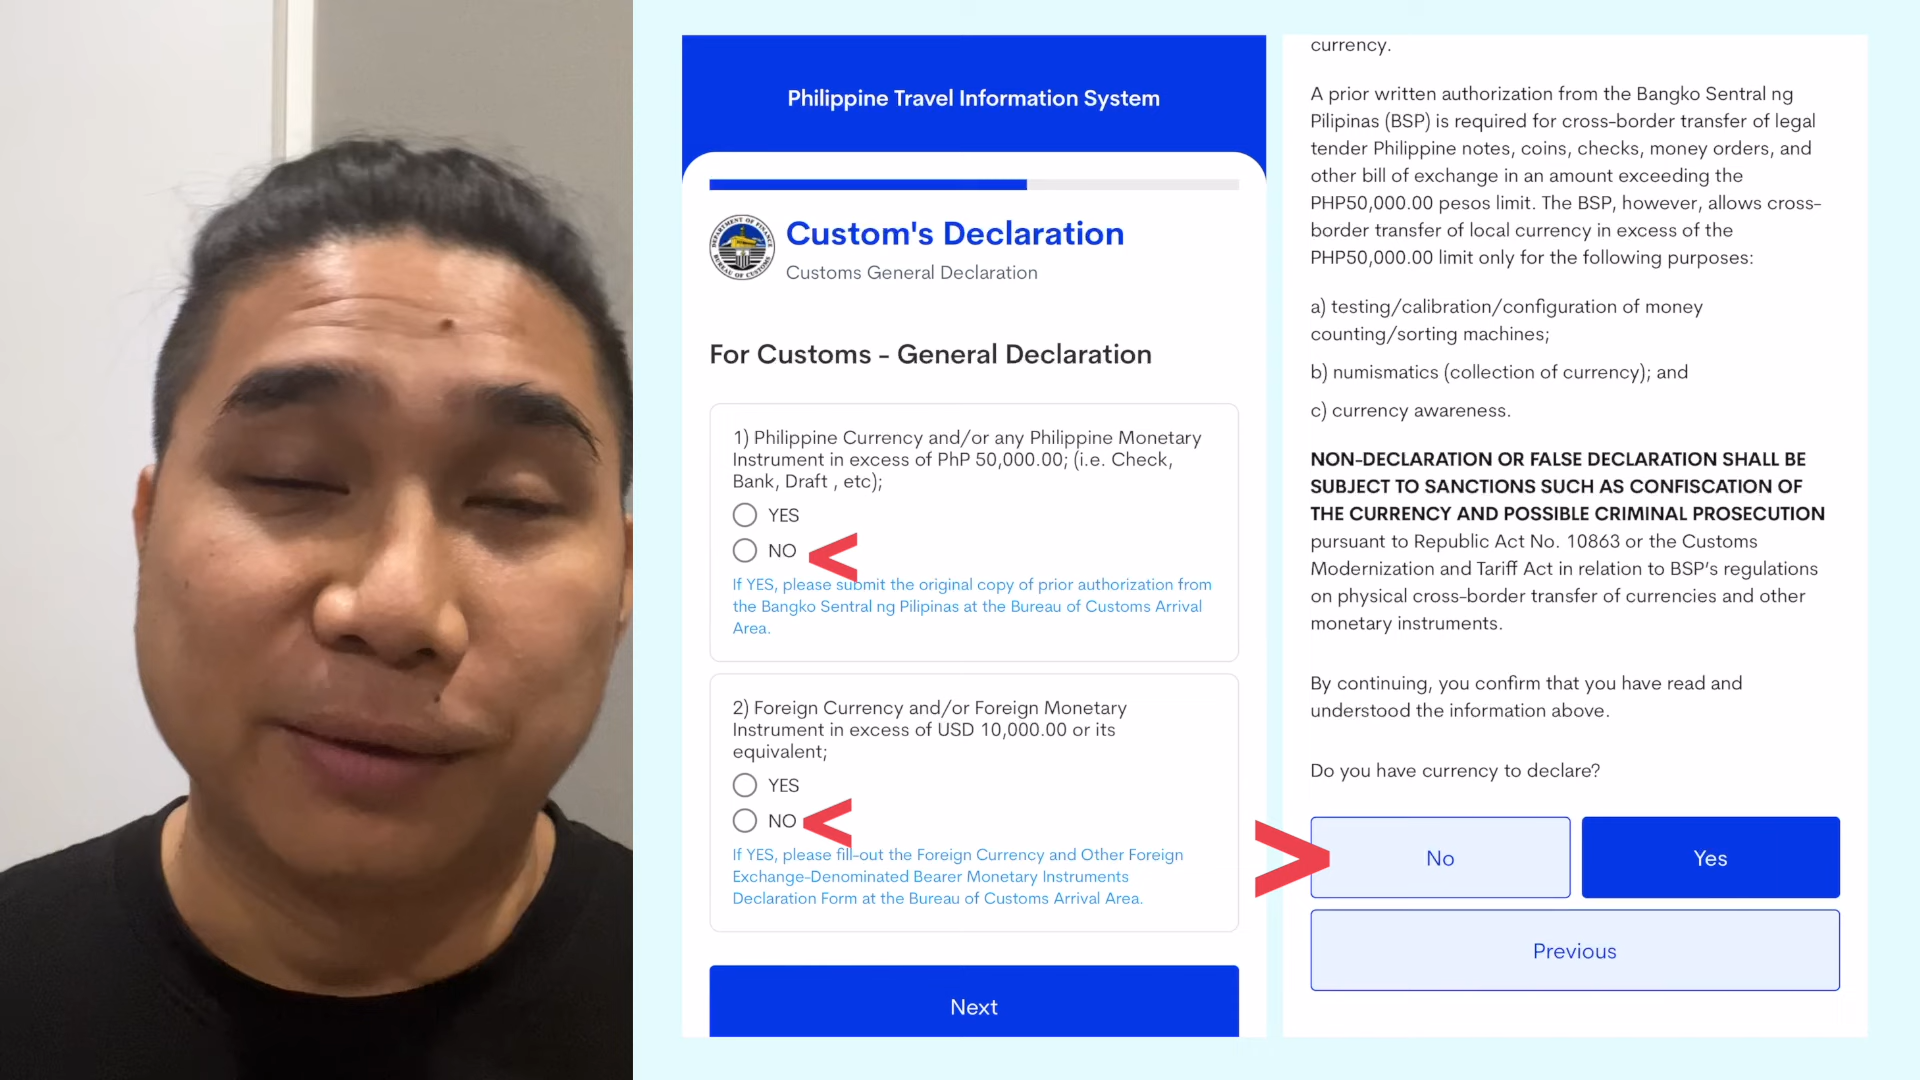 Philippine Travel Information System
DEPARTMENT OF FINANCE
BUREAU OF CUSTOMS
Custom's Declaration
Customs General Declaration
For Customs - General Declaration
1) Philippine Currency and/or any Philippine Monetary
Instrument in excess of PhP 50,000.00; (i.e. Check,
Bank, Draft , etc);
YES
NO <
If YES, please submit the original copy of prior authorization from
the Bangko Sentral ng Pilipinas at the Bureau of Customs Arrival
Area.
2) Foreign Currency and/or Foreign Monetary
Instrument in excess of USD 10,000.00 or its
equivalent;
YES
NO <
If YES, please fill-out the Foreign Currency and Other Foreign
Exchange-Denominated Bearer Monetary Instruments
Declaration Form at the Bureau of Customs Arrival Area.
Next
currency.
A prior written authorization from the Bangko Sentral ng
Pilipinas (BSP) is required for cross-border transfer of legal
tender Philippine notes, coins, checks, money orders, and
other bill of exchange in an amount exceeding the
PHP50,000.00 pesos limit. The BSP, however, allows cross-
border transfer of local currency in excess of the
PHP50,000.00 limit only for the following purposes:
a) testing/calibration/configuration of money
counting/sorting machines;
b) numismatics (collection of currency); and
c) currency awareness.
NON-DECLARATION OR FALSE DECLARATION SHALL BE
SUBJECT TO SANCTIONS SUCH AS CONFISCATION OF
THE CURRENCY AND POSSIBLE CRIMINAL PROSECUTION
pursuant to Republic Act No. 10863 or the Customs
Modernization and Tariff Act in relation to BSP's regulations
on physical cross-border transfer of currencies and other
monetary instruments.
By continuing, you confirm that you have read and
understood the information above.
Do you have currency to declare?
> No
Yes
Previous